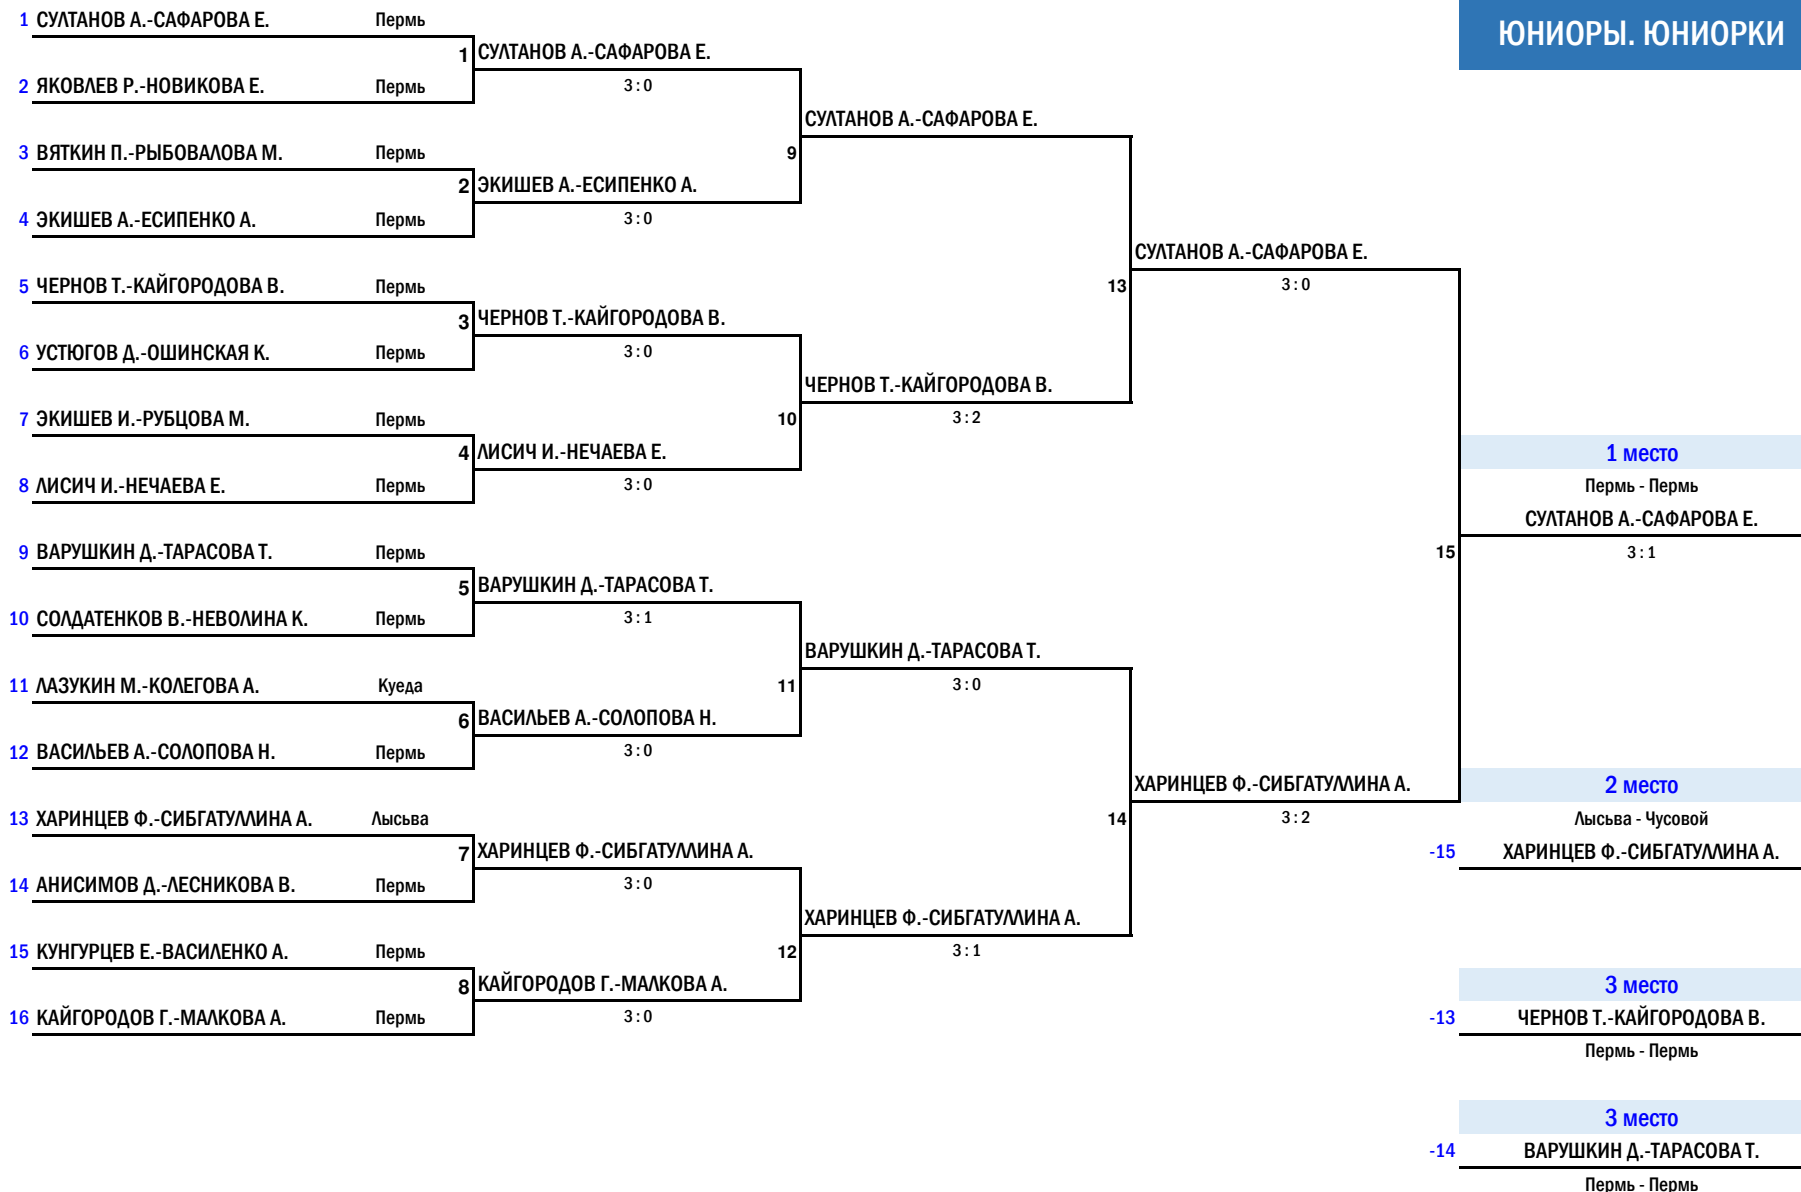 1 СУЛТАНОВ А.-САФАРОВА Е. Пермь
ЮНИОРЫ. ЮНИОРКИ
1 СУЛТАНОВ А.-САФАРОВА Е.
2 ЯКОВЛЕВ Р.-НОВИКОВА Е. Пермь 3 : 0
СУЛТАНОВ А.-САФАРОВА Е.
3 ВЯТКИН П.-РЫБОВАЛОВА М. Пермь 9
2 ЭКИШЕВ А.-ЕСИПЕНКО А.
4 ЭКИШЕВ А.-ЕСИПЕНКО А. Пермь 3 : 0
СУЛТАНОВ А.-САФАРОВА Е.
5 ЧЕРНОВ Т.-КАЙГОРОДОВА В. Пермь 13 3 : 0
3 ЧЕРНОВ Т.-КАЙГОРОДОВА В.
6 УСТЮГОВ Д.-ОШИНСКАЯ К. Пермь 3 : 0
ЧЕРНОВ Т.-КАЙГОРОДОВА В.
7 ЭКИШЕВ И.-РУБЦОВА М. Пермь 10 3 : 2
4 ЛИСИЧ И.-НЕЧАЕВА Е. 1 место
8 ЛИСИЧ И.-НЕЧАЕВА Е. Пермь 3 : 0 Пермь - Пермь
СУЛТАНОВ А.-САФАРОВА Е.
9 ВАРУШКИН Д.-ТАРАСОВА Т. Пермь 15 3 : 1
5 ВАРУШКИН Д.-ТАРАСОВА Т.
10 СОЛДАТЕНКОВ В.-НЕВОЛИНА К. Пермь 3 : 1
ВАРУШКИН Д.-ТАРАСОВА Т.
11 ЛАЗУКИН М.-КОЛЕГОВА А. Куеда 11 3 : 0
6 ВАСИЛЬЕВ А.-СОЛОПОВА Н.
12 ВАСИЛЬЕВ А.-СОЛОПОВА Н. Пермь 3 : 0
ХАРИНЦЕВ Ф.-СИБГАТУЛЛИНА А. 2 место
13 ХАРИНЦЕВ Ф.-СИБГАТУЛЛИНА А. Лысьва 14 3 : 2 Лысьва - Чусовой
7 ХАРИНЦЕВ Ф.-СИБГАТУЛЛИНА А. -15 ХАРИНЦЕВ Ф.-СИБГАТУЛЛИНА А.
14 АНИСИМОВ Д.-ЛЕСНИКОВА В. Пермь 3 : 0
ХАРИНЦЕВ Ф.-СИБГАТУЛЛИНА А.
15 КУНГУРЦЕВ Е.-ВАСИЛЕНКО А. Пермь 12 3 : 1
8 КАЙГОРОДОВ Г.-МАЛКОВА А. 3 место
16 КАЙГОРОДОВ Г.-МАЛКОВА А. Пермь 3 : 0 -13 ЧЕРНОВ Т.-КАЙГОРОДОВА В.
Пермь - Пермь
3 место
-14 ВАРУШКИН Д.-ТАРАСОВА Т.
Пермь - Пермь